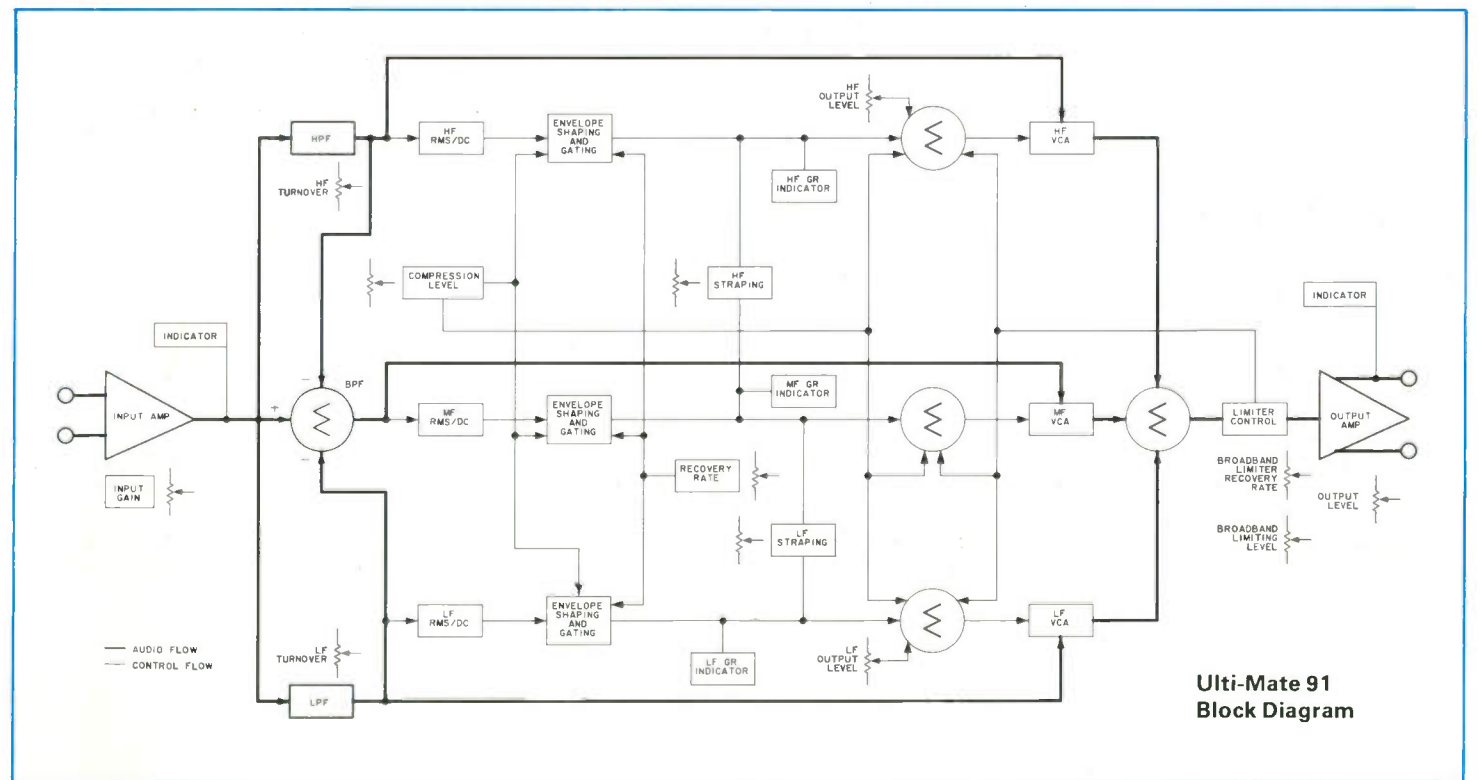 HF
OUTPUT
LEVEL
HPF
HF
RMS/DC
ENVELOPE
SHAPING
AND
GATING
HF
VCA
HF
TURNOVER
HF GR
INDICATOR
COMPRESSION
LEVEL
HF
STRAPING
INDICATOR
INDICATOR
INPUT AMP
+
-
-
BPF
MF
RMS/DC
ENVELOPE
SHAPING
AND
GATING
MF GR
INDICATOR
MF
VCA
LIMITER
CONTROL
OUTPUT
AMP
INPUT
GAIN
RECOVERY
RATE
BROADBAND
LIMITER
RECOVERY
RATE
OUTPUT
LEVEL
LF
STRAPING
BROADBAND
LIMITING
LEVEL
LF
RMS/DC
ENVELOPE
SHAPING
AND
GATING
LF
VCA
AUDIO FLOW
CONTROL FLOW
LF
TURNOVER
LF GR
INDICATOR
LF
OUTPUT
LEVEL
LPF
Ulti-Mate 91
Block Diagram